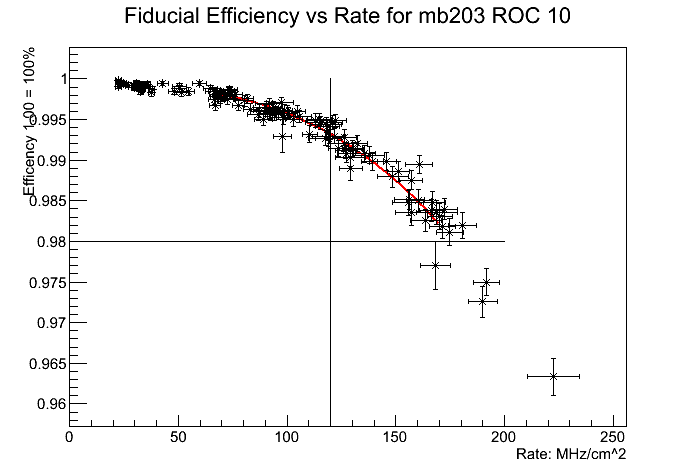 Fiducial Efficiency vs Rate for mb203 ROC 10
Efficency 1.00 = 100%
1
0.995
0.99
0.985
0.98
0.975
0.97
0.965
0.96
0 50 100 150 200 250
Rate: MHz/cm^2